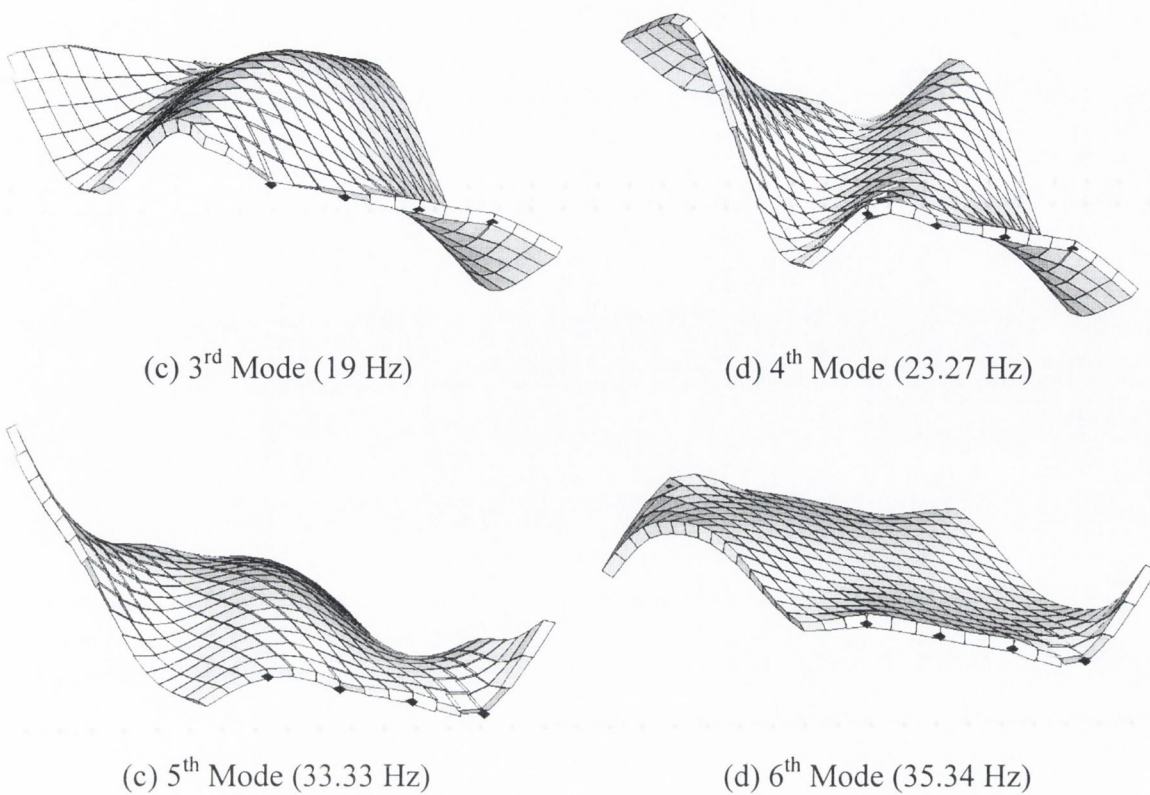 (c) 3rd Mode (19 Hz)
(d) 4th Mode (23.27 Hz)
(c) 5th Mode (33.33 Hz)
(d) 6th Mode (35.34 Hz)